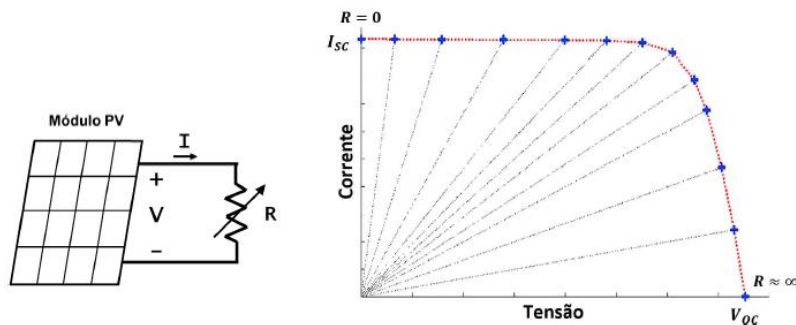 Módulo PV
I
+
V
R
−
R = 0
I_SC
Corrente
Tensão
R ≈ ∞
V_OC